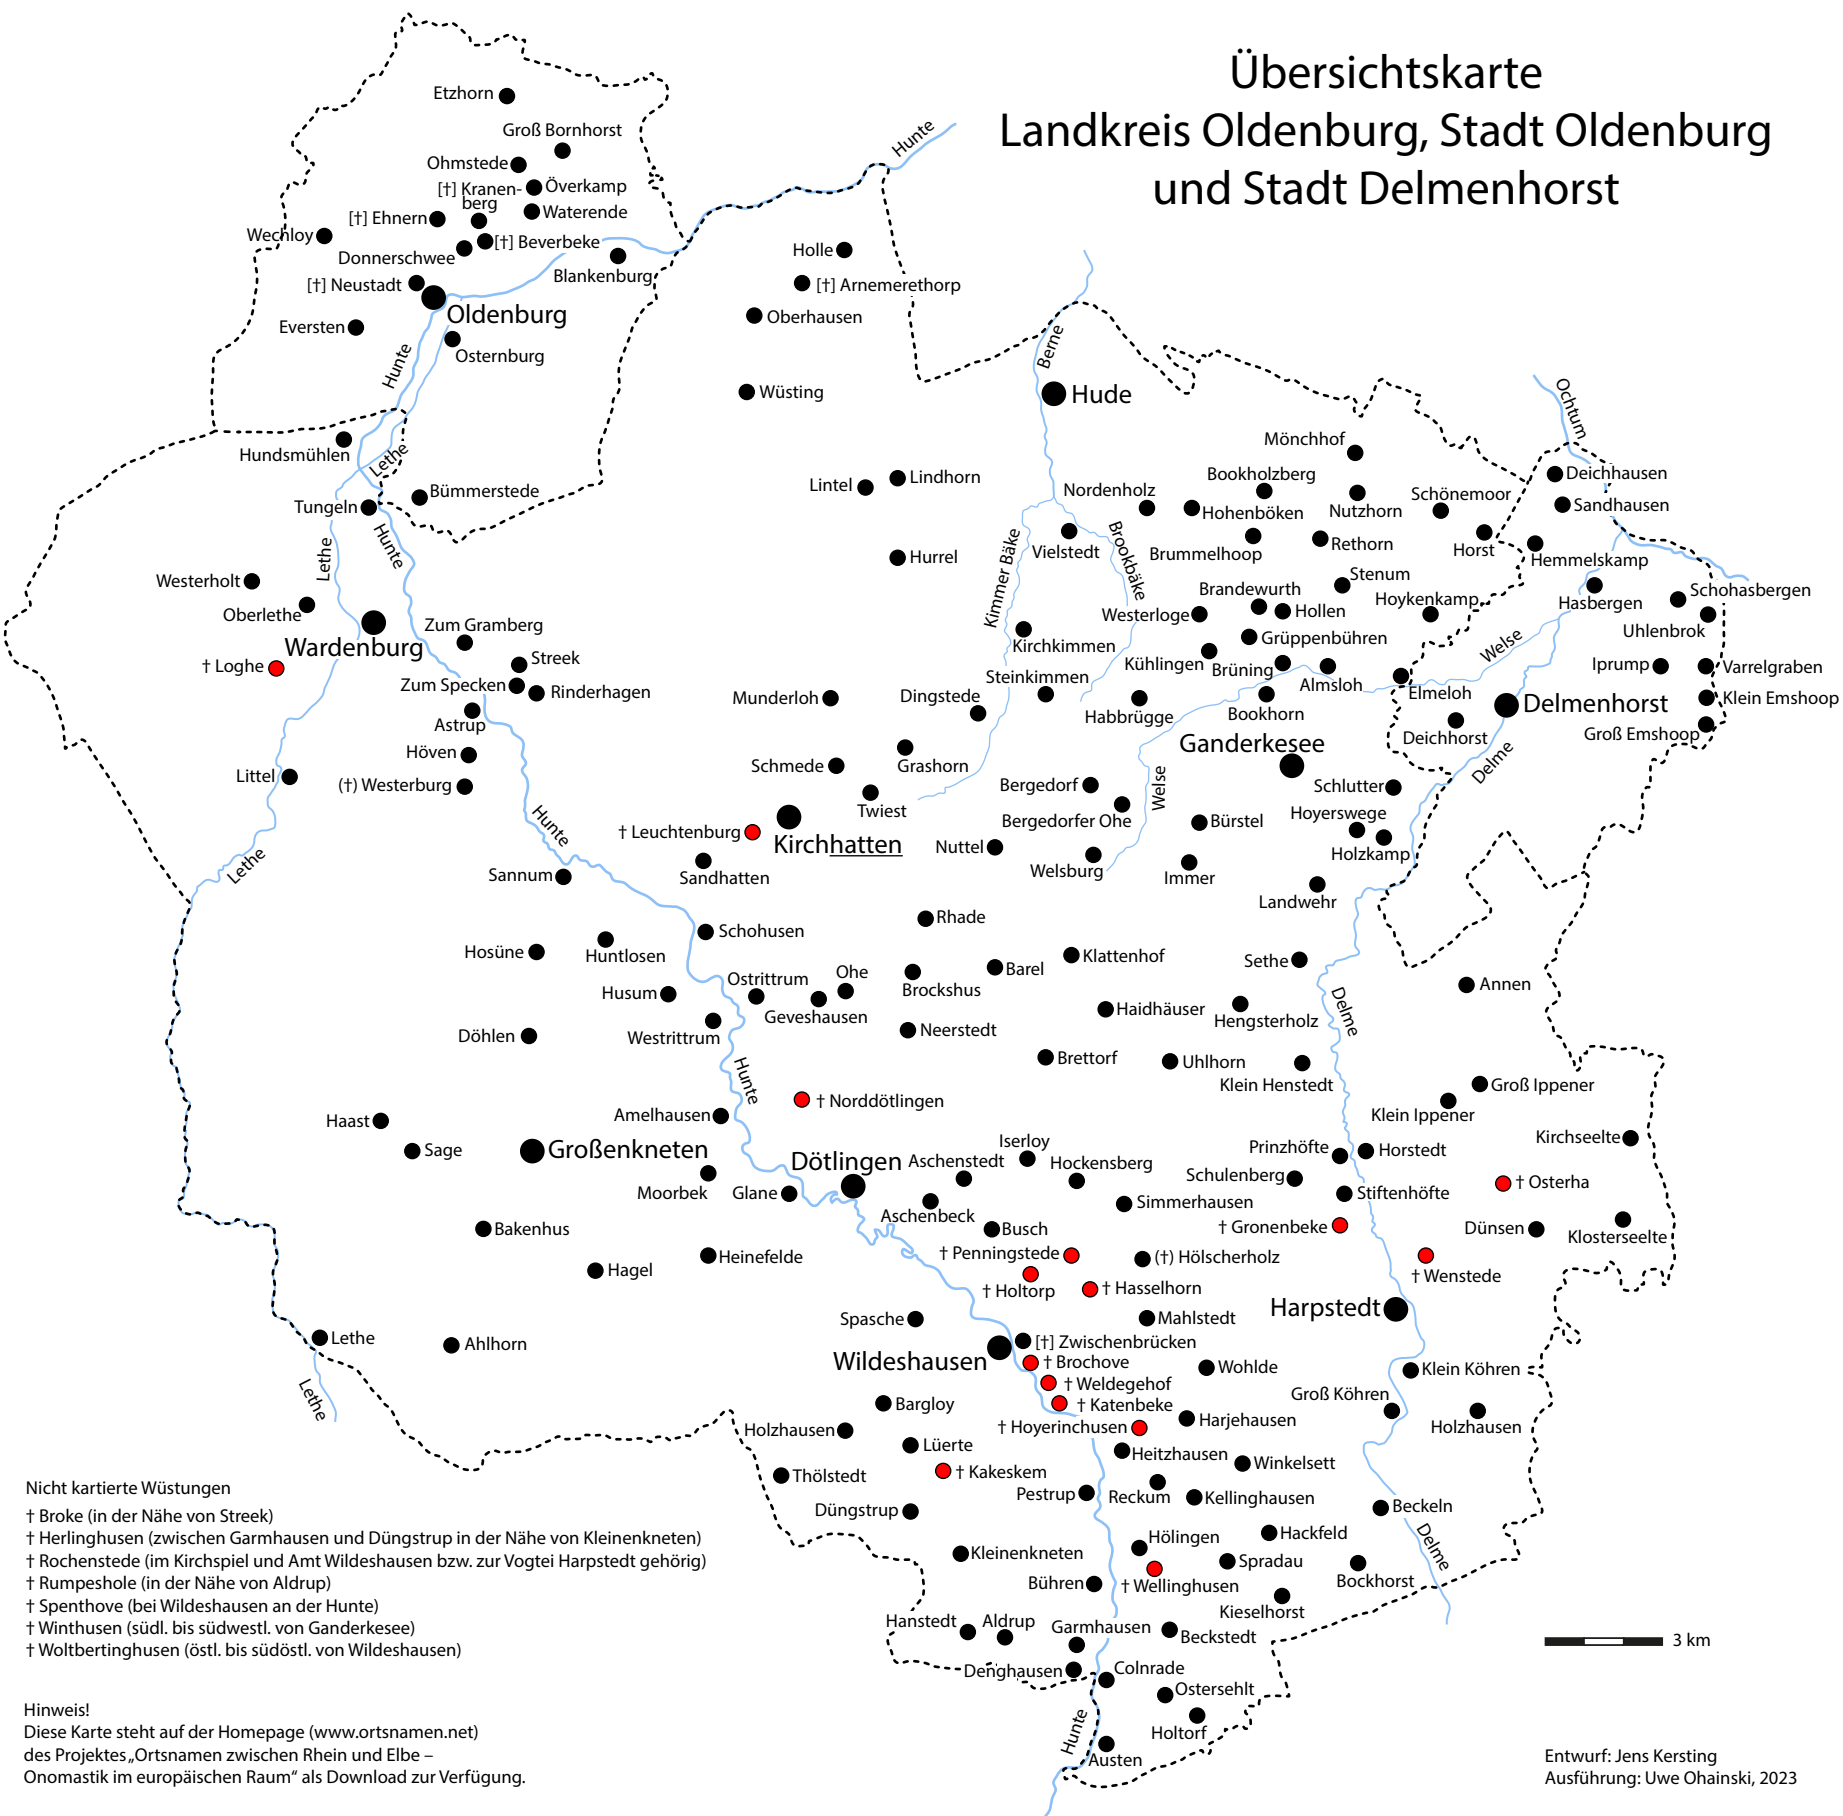 Übersichtskarte
Landkreis Oldenburg, Stadt Oldenburg
und Stadt Delmenhorst
Etzhorn
Groß Bornhorst
Ohmstede
[†] Kranen-
berg
Överkamp
[†] Ehnern
Waterende
Wechloy
[†] Beverbeke
Donnerschwee
Blankenburg
[†] Neustadt
Oldenburg
Eversten
Osternburg
Hunte
Hunte
Holle
[†] Arnemerethorp
Oberhausen
Wüsting
Berne
Hude
Ochtum
Hundsmühlen
Lethe
Bümmerstede
Tungeln
Hunte
Lethe
Lintel
Lindhorn
Hurrel
Mönchhof
Bookholzberg
Nordenholz
Hohenböken
Nutzhorn
Schönemoor
Deichhausen
Sandhausen
Vielstedt
Brookbäke
Kimmer Bäke
Brummelhoop
Rethorn
Horst
Hemmelskamp
Stenum
Brandewurth
Hollen
Hoykenkamp
Hasbergen
Schohasbergen
Uhlenbrok
Westerholt
Oberlethe
Wardenburg
Zum Gramberg
† Loghe
Streek
Zum Specken
Rinderhagen
Astrup
Höven
(†) Westerburg
Littel
Westerloge
Kirchkimmen
Grüppenbühren
Kühlingen
Brüning
Almsloh
Welse
Iprump
Varrelgraben
Steinkimmen
Elmeloh
Delmenhorst
Klein Emshoop
Groß Emshoop
Munderloh
Dingstede
Habbrügge
Bookhorn
Deichhorst
Ganderkesee
Delme
Schmede
Grashorn
Twiest
Bergedorf
Bergedorfer Ohe
Welse
Schlutter
Hoyerswege
Bürstel
Holzkamp
Hunte
† Leuchtenburg
Kirchhatten
Nuttel
Welsburg
Immer
Lethe
Sannum
Sandhatten
Landwehr
Rhade
Schohusen
Hosüne
Huntlosen
Klattenhof
Sethe
Barel
Brockshus
Ohe
Ostrittrum
Geveshausen
Husum
Annen
Haidhäuser
Hengsterholz
Delme
Westrittrum
Döhlen
Neerstedt
Brettorf
Uhlhorn
Klein Henstedt
Hunte
† Norddötlingen
Groß Ippener
Klein Ippener
Haast
Amelhausen
Kirchseelte
Sage
Großenkneten
Iserloy
Prinzhöfte
Horstedt
Dötlingen
Aschenstedt
Hockensberg
Schulenberg
† Osterha
Moorbek
Glane
Simmerhausen
Stiftenhöfte
Aschenbeck
Busch
† Gronenbeke
Dünsen
Klosterseelte
Bakenhus
Heinefelde
† Penningstede
(†) Hölscherholz
† Wenstede
Hagel
† Holtorp
† Hasselhorn
Harpstedt
Spasche
Mahlstedt
Lethe
Ahlhorn
[†] Zwischenbrücken
Wildeshausen
† Brochove
Wohlde
Klein Köhren
† Weldegehof
Groß Köhren
Lethe
Bargloy
† Katenbeke
Harjehausen
Holzhausen
Holzhausen
† Hoyerinchusen
Lüerte
Heitzhausen
Winkelsett
Thölstedt
† Kakeskem
Pestrup
Reckum
Kellinghausen
Düngstrup
Beckeln
Hölingen
Hackfeld
Delme
Kleinenkneten
Spradau
Bockhorst
Bühren
† Wellinghusen
Kieselhorst
Hanstedt
Aldrup
Garmhausen
Beckstedt
Denghausen
Colnrade
Ostersehlt
Hunte
Holtorf
Austen
Nicht kartierte Wüstungen
† Broke (in der Nähe von Streek)
† Herlinghusen (zwischen Garmhausen und Düngstrup in der Nähe von Kleinenkneten)
† Rochenstede (im Kirchspiel und Amt Wildeshausen bzw. zur Vogtei Harpstedt gehörig)
† Rumpeshole (in der Nähe von Aldrup)
† Spenthove (bei Wildeshausen an der Hunte)
† Winthusen (südl. bis südwestl. von Ganderkesee)
† Woltbertinghusen (östl. bis südöstl. von Wildeshausen)
3 km
Hinweis!
Diese Karte steht auf der Homepage (www.ortsnamen.net)
des Projektes „Ortsnamen zwischen Rhein und Elbe –
Onomastik im europäischen Raum“ als Download zur Verfügung.
Entwurf: Jens Kersting
Ausführung: Uwe Ohainski, 2023